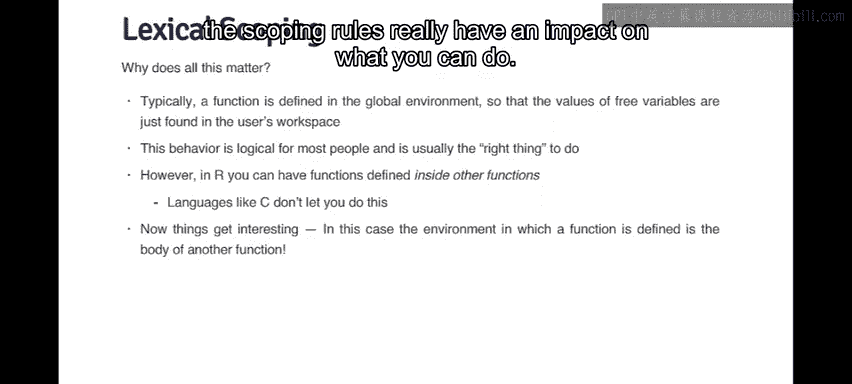 Lexical Scoping
the scoping rules really have an impact on
what you can do.
Why does all this matter?
· Typically, a function is defined in the global environment, so that the values of free variables are
just found in the user's workspace
· This behavior is logical for most people and is usually the “right thing” to do
· However, in R you can have functions defined inside other functions
- Languages like C don't let you do this
· Now things get interesting — In this case the environment in which a function is defined is the
body of another function!